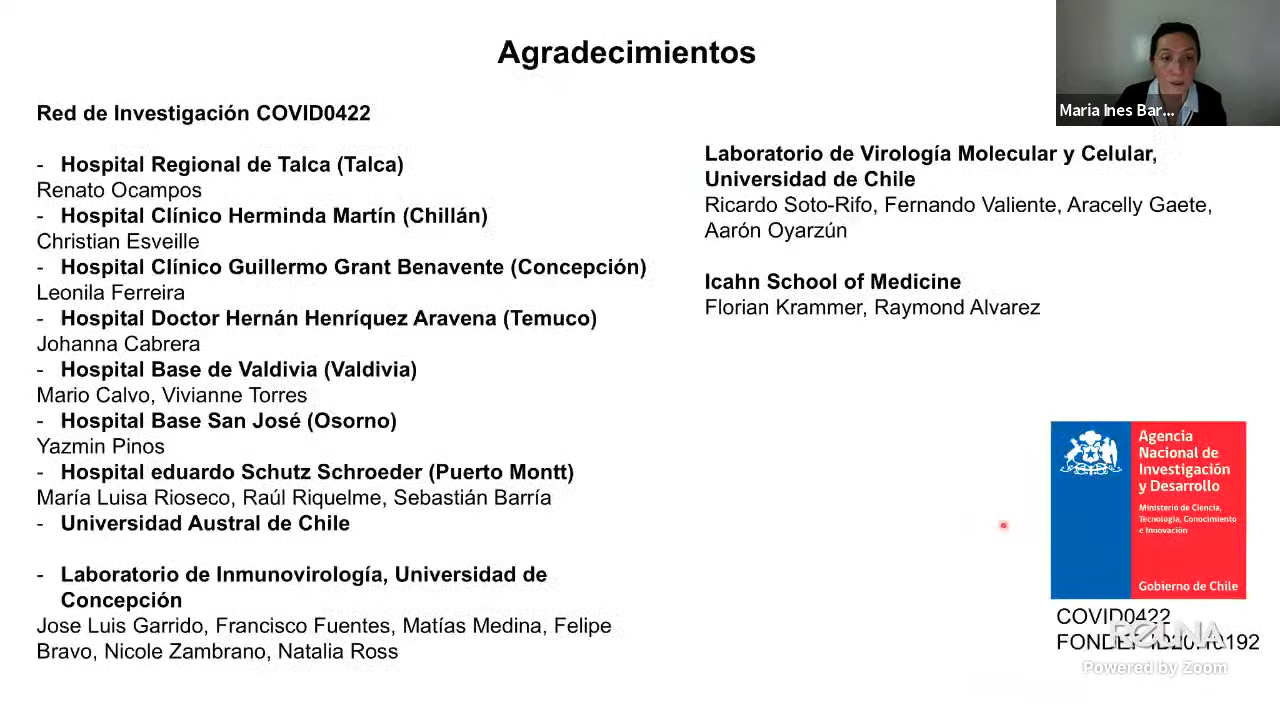 Agradecimientos
Maria Ines Bar...
Red de Investigación COVID0422
- Hospital Regional de Talca (Talca)
Renato Ocampos
- Hospital Clínico Herminda Martín (Chillán)
Christian Esveille
- Hospital Clínico Guillermo Grant Benavente (Concepción)
Leonila Ferreira
- Hospital Doctor Hernán Henríquez Aravena (Temuco)
Johanna Cabrera
- Hospital Base de Valdivia (Valdivia)
Mario Calvo, Vivianne Torres
- Hospital Base San José (Osorno)
Yazmin Pinos
- Hospital eduardo Schutz Schroeder (Puerto Montt)
María Luisa Rioseco, Raúl Riquelme, Sebastián Barría
- Universidad Austral de Chile
- Laboratorio de Inmunovirología, Universidad de
Concepción
Jose Luis Garrido, Francisco Fuentes, Matías Medina, Felipe
Bravo, Nicole Zambrano, Natalia Ross
Laboratorio de Virología Molecular y Celular,
Universidad de Chile
Ricardo Soto-Rifo, Fernando Valiente, Aracelly Gaete,
Aarón Oyarzún
Icahn School of Medicine
Florian Krammer, Raymond Alvarez
Agencia
Nacional de
Investigación
y Desarrollo
Ministerio de Ciencia,
Tecnología, Conocimiento
e Innovación
Gobierno de Chile
COVID0422
REUNA
Powered by Zoom